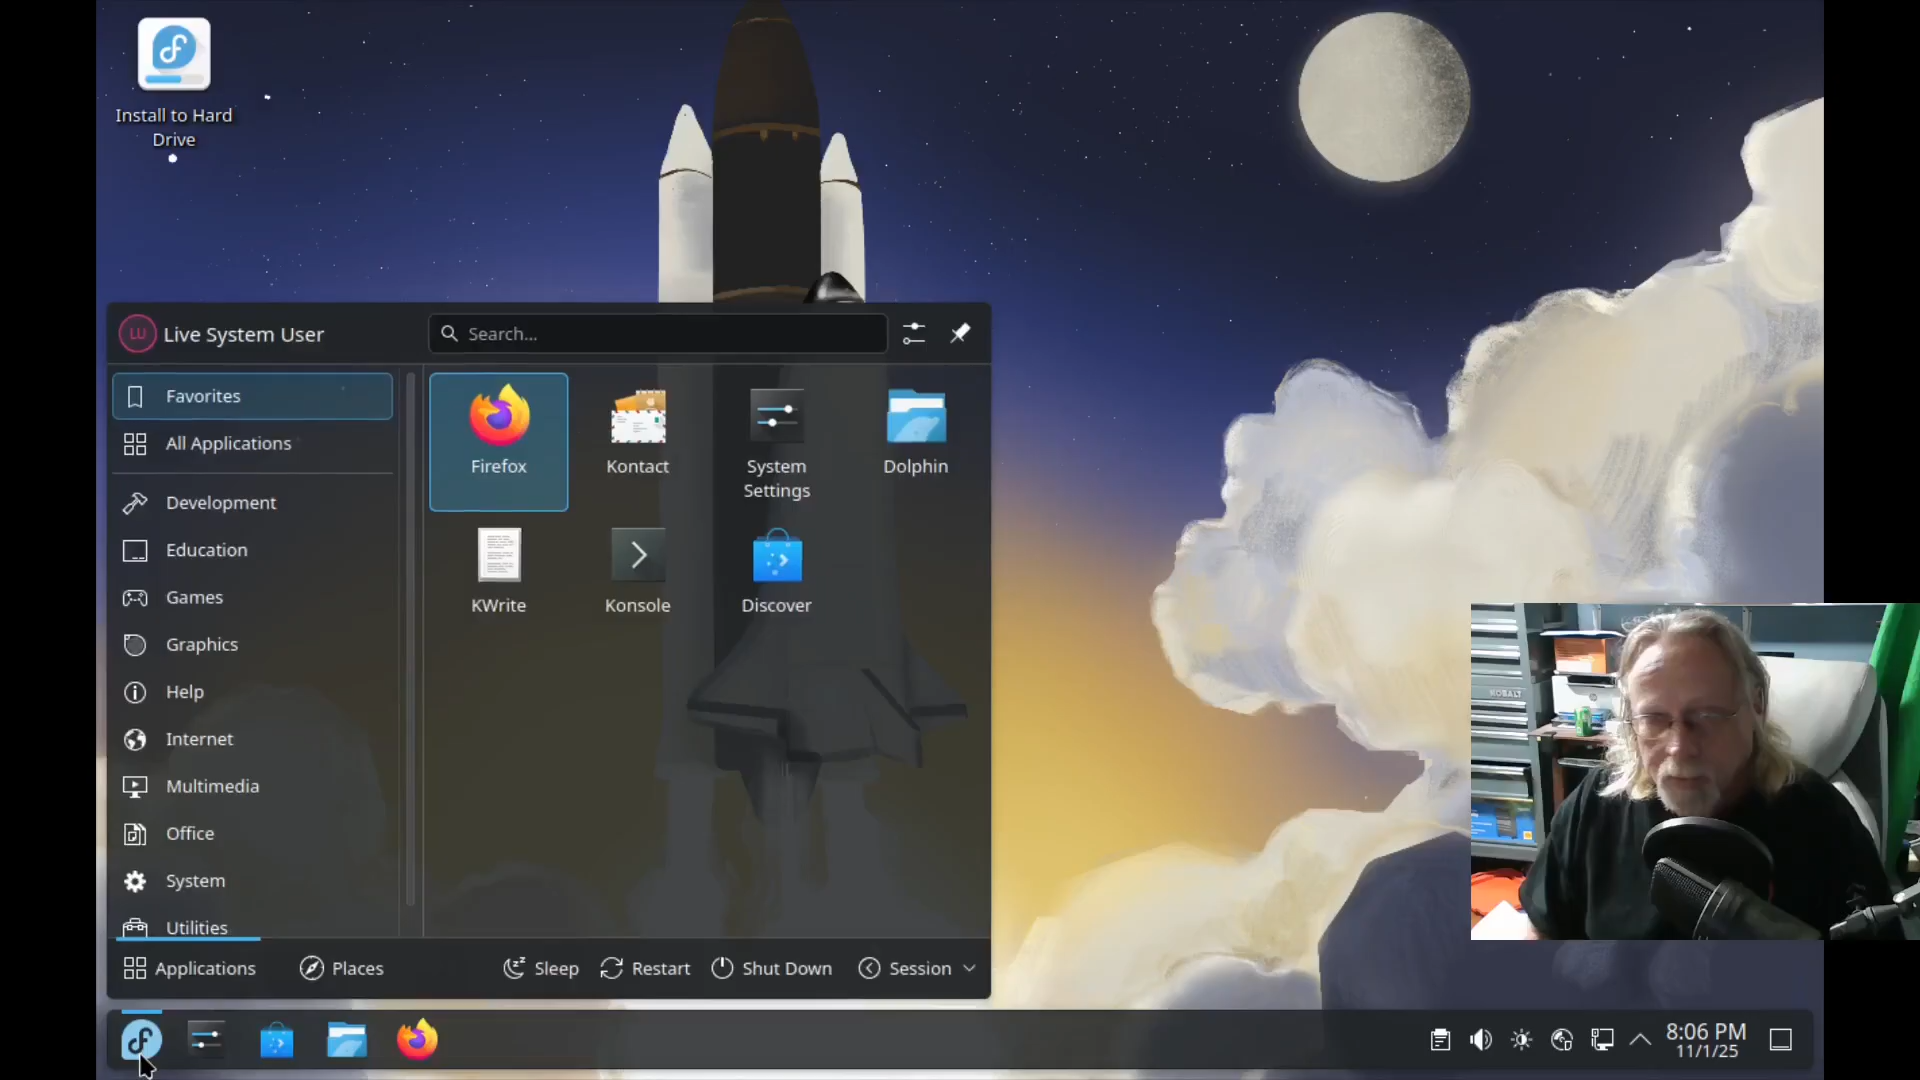 Install to Hard
Drive
LU
Live System User
Search...
Favorites
All Applications
Development
Education
Games
Graphics
Help
Internet
Multimedia
Office
System
Utilities
Firefox
Kontact
System
Settings
Dolphin
KWrite
Konsole
Discover
Applications
Places
Sleep
Restart
Shut Down
Session
KOBALT
8:06 PM
11/1/25